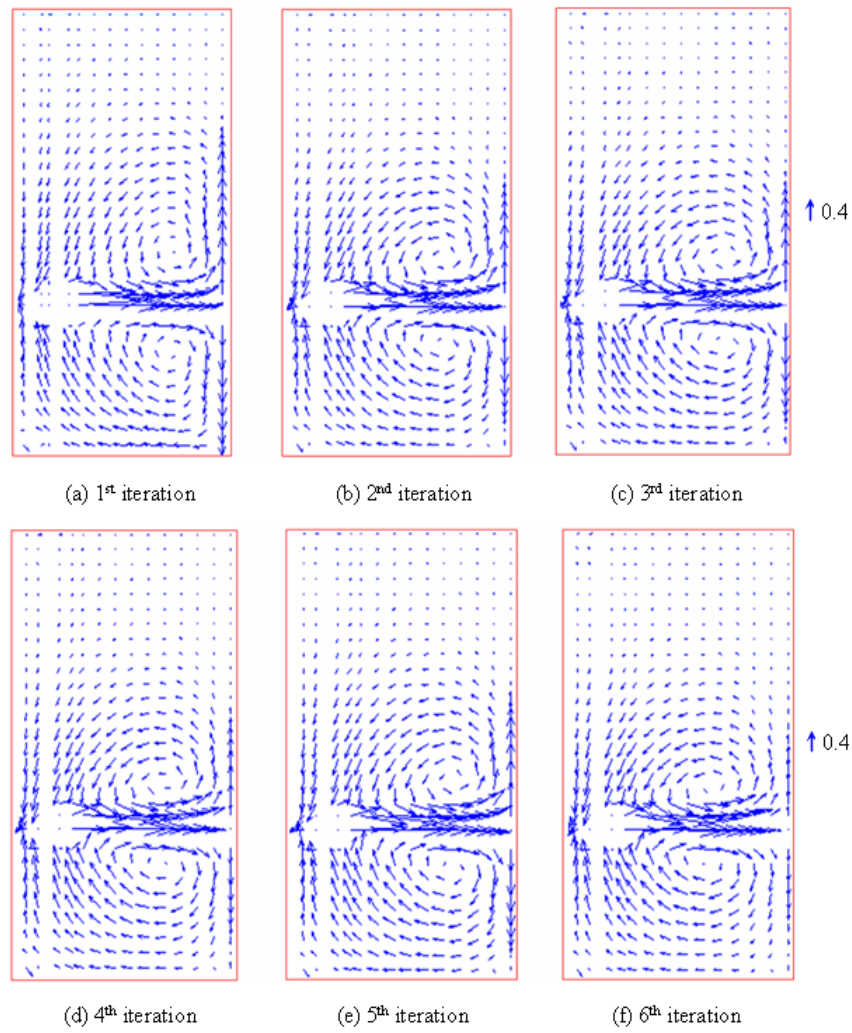 0.4
(a) 1st iteration
(b) 2nd iteration
(c) 3rd iteration
0.4
(d) 4th iteration
(e) 5th iteration
(f) 6th iteration